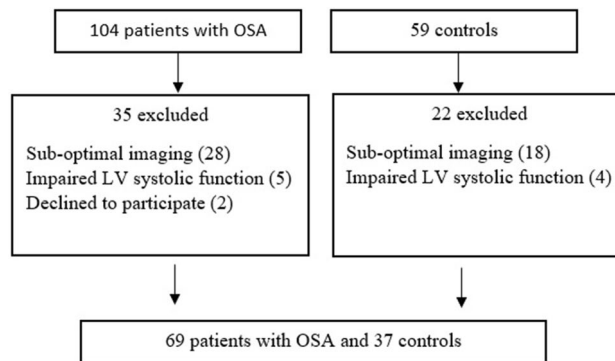 104 patients with OSA
59 controls
35 excluded
Sub-optimal imaging (28)
Impaired LV systolic function (5)
Declined to participate (2)
22 excluded
Sub-optimal imaging (18)
Impaired LV systolic function (4)
69 patients with OSA and 37 controls